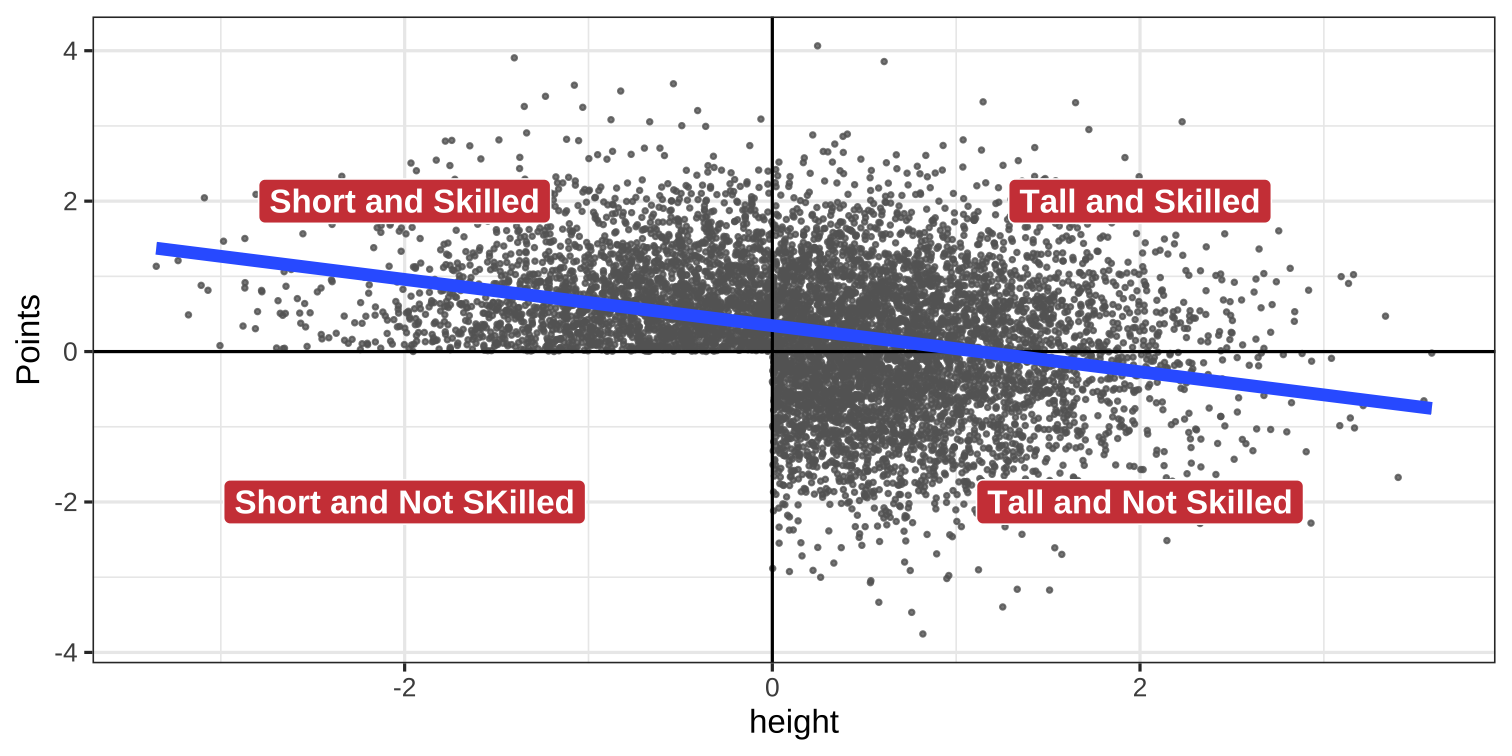 4
2
0
-2
-4
Points
Short and Skilled
Tall and Skilled
Short and Not SKilled
Tall and Not Skilled
-2
0
2
height